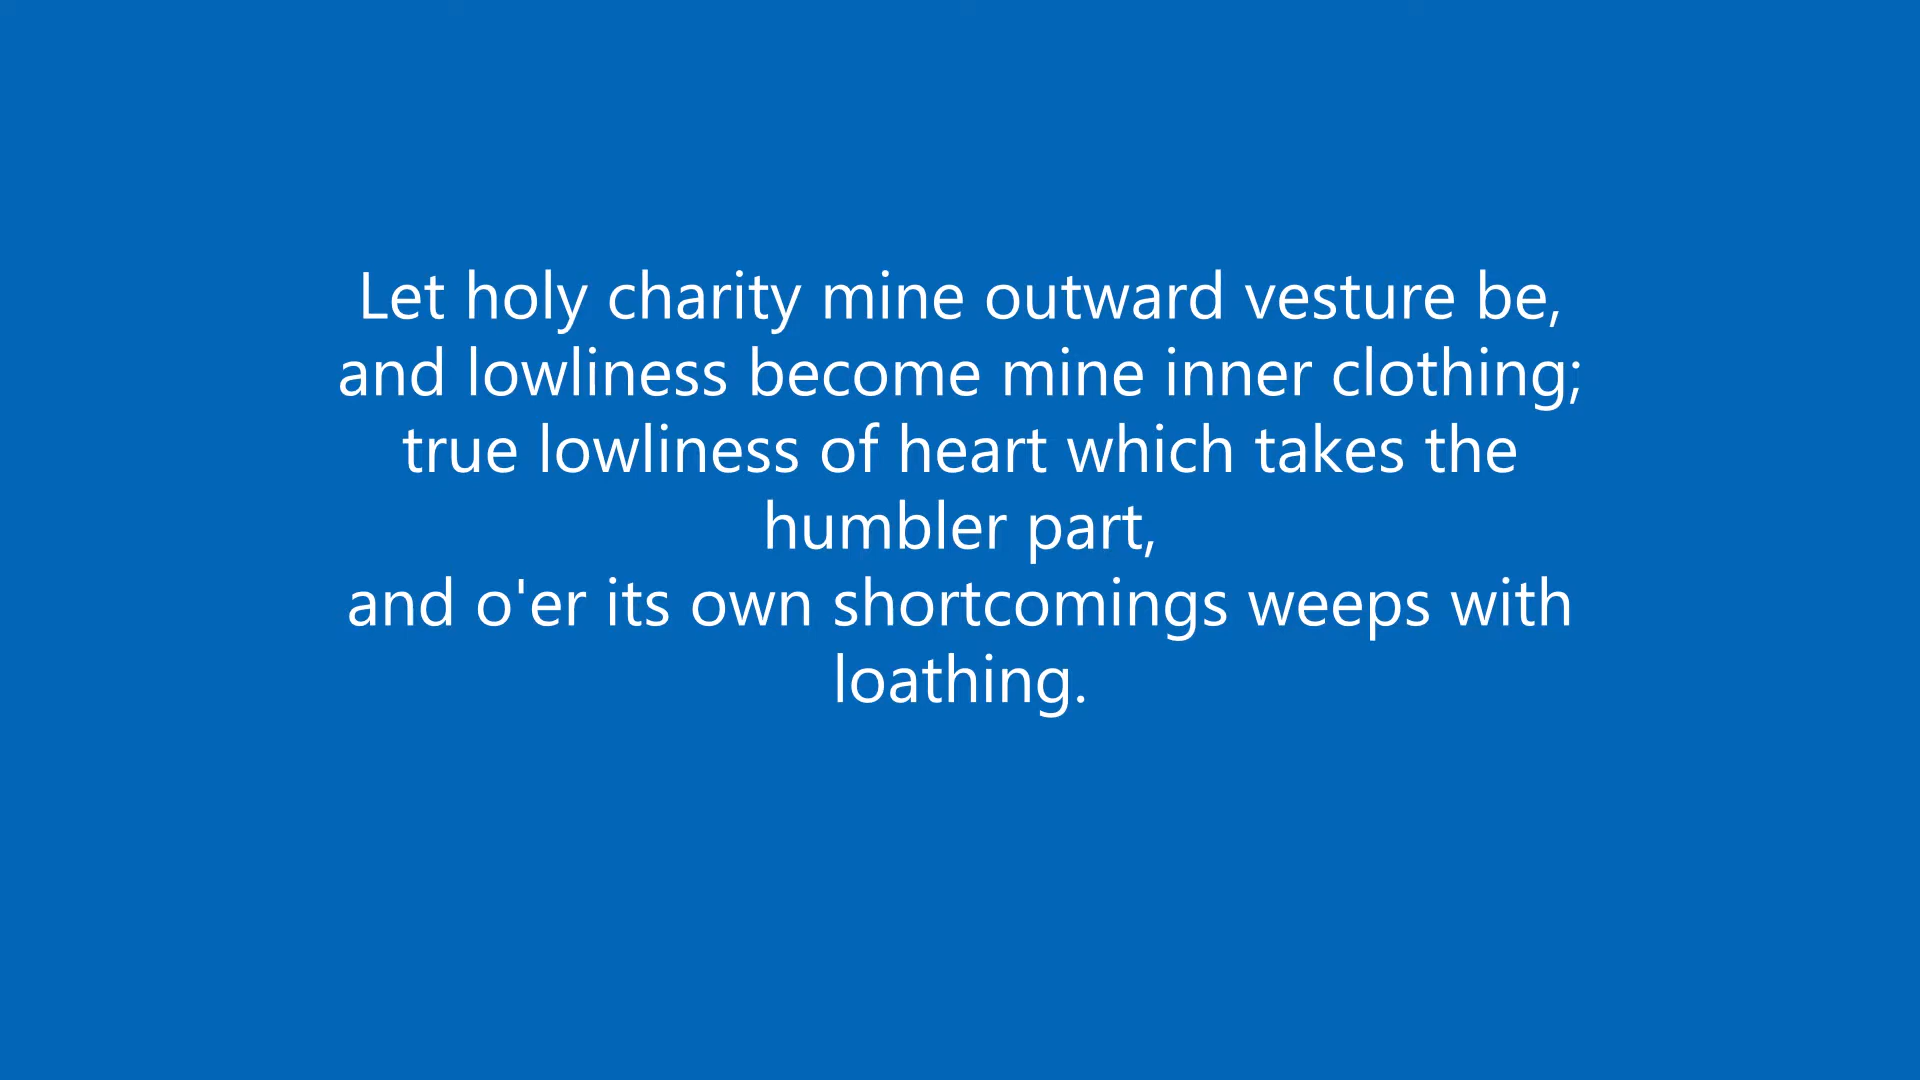 Let holy charity mine outward vesture be,
and lowliness become mine inner clothing;
true lowliness of heart which takes the
humbler part,
and o'er its own shortcomings weeps with
loathing.